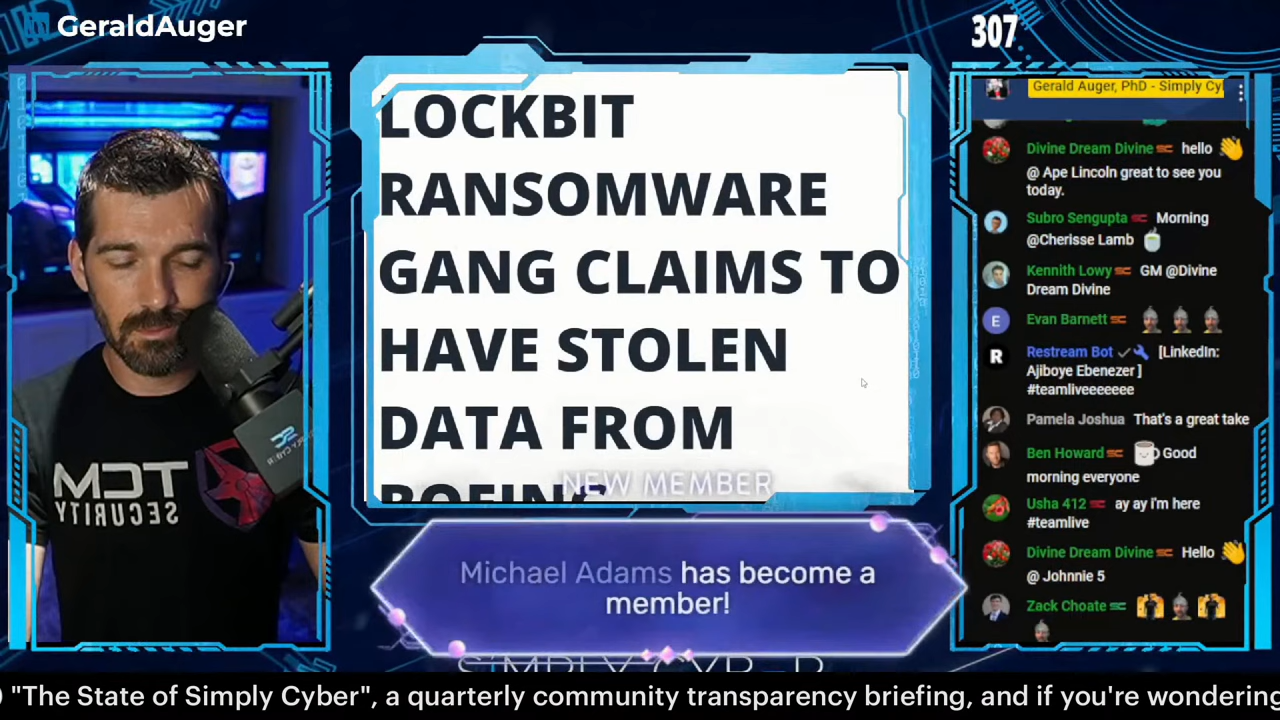 GeraldAuger
307
LOCKBIT
RANSOMWARE
GANG CLAIMS TO
HAVE STOLEN
DATA FROM
BOEING
NEW MEMBER
Michael Adams has become a
member!
SIMPLY CYBER
TCM
SECURITY
Gerald Auger, PhD - Simply Cy
Divine Dream Divine hello 👋
@ Ape Lincoln great to see you
today.
Subro Sengupta Morning
@Cherisse Lamb 🍵
Kennith Lowy GM @Divine
Dream Divine
E Evan Barnett
R Restream Bot [LinkedIn:
Ajiboye Ebenezer ]
#teamliveeeeeee
Pamela Joshua That's a great take
Ben Howard Good
morning everyone
Usha 412 ay ay i'm here
#teamlive
Divine Dream Divine Hello 👋
@ Johnnie 5
Zack Choate
"The State of Simply Cyber", a quarterly community transparency briefing, and if you're wondering